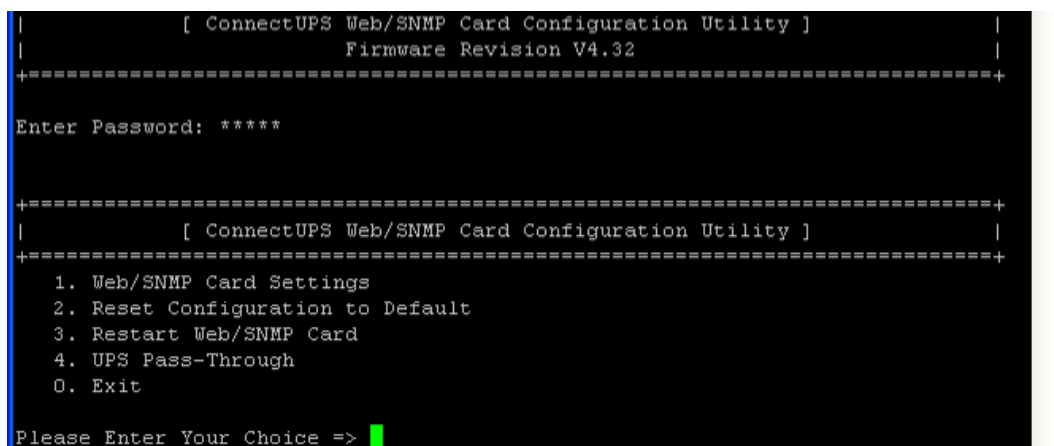 | [ ConnectUPS Web/SNMP Card Configuration Utility ] |
| Firmware Revision V4.32 |
+============================================================================+
Enter Password: *****
+============================================================================+
| [ ConnectUPS Web/SNMP Card Configuration Utility ] |
+============================================================================+
1. Web/SNMP Card Settings
2. Reset Configuration to Default
3. Restart Web/SNMP Card
4. UPS Pass-Through
0. Exit
Please Enter Your Choice =>